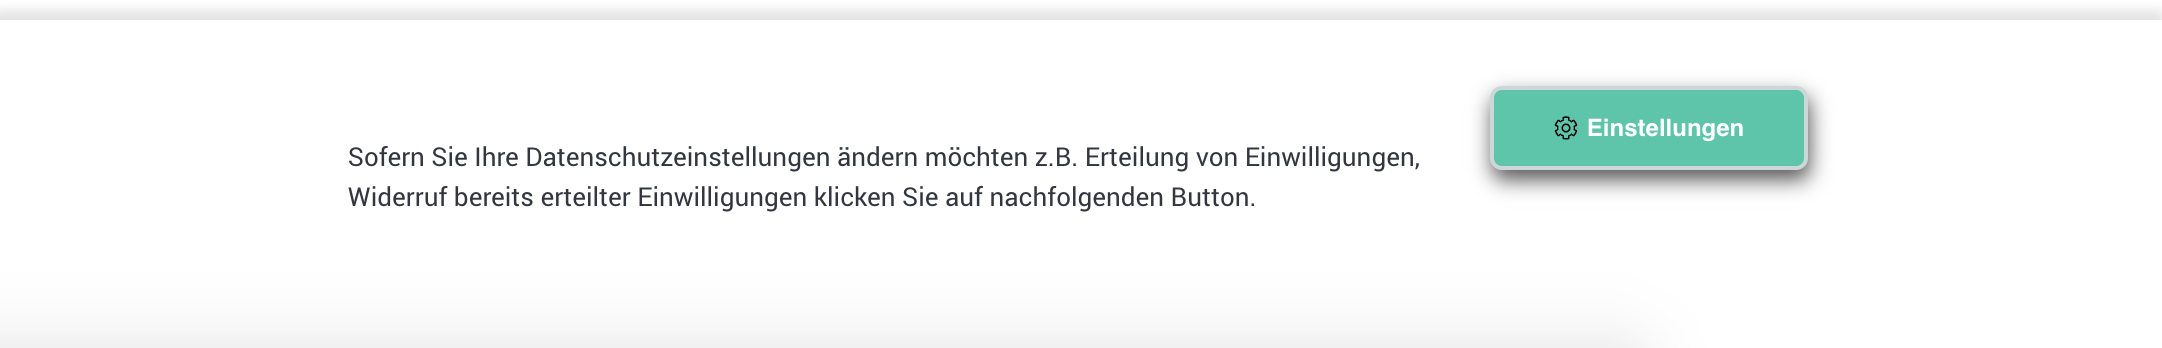 Sofern Sie Ihre Datenschutzeinstellungen ändern möchten z.B. Erteilung von Einwilligungen,
Widerruf bereits erteilter Einwilligungen klicken Sie auf nachfolgenden Button.
Einstellungen